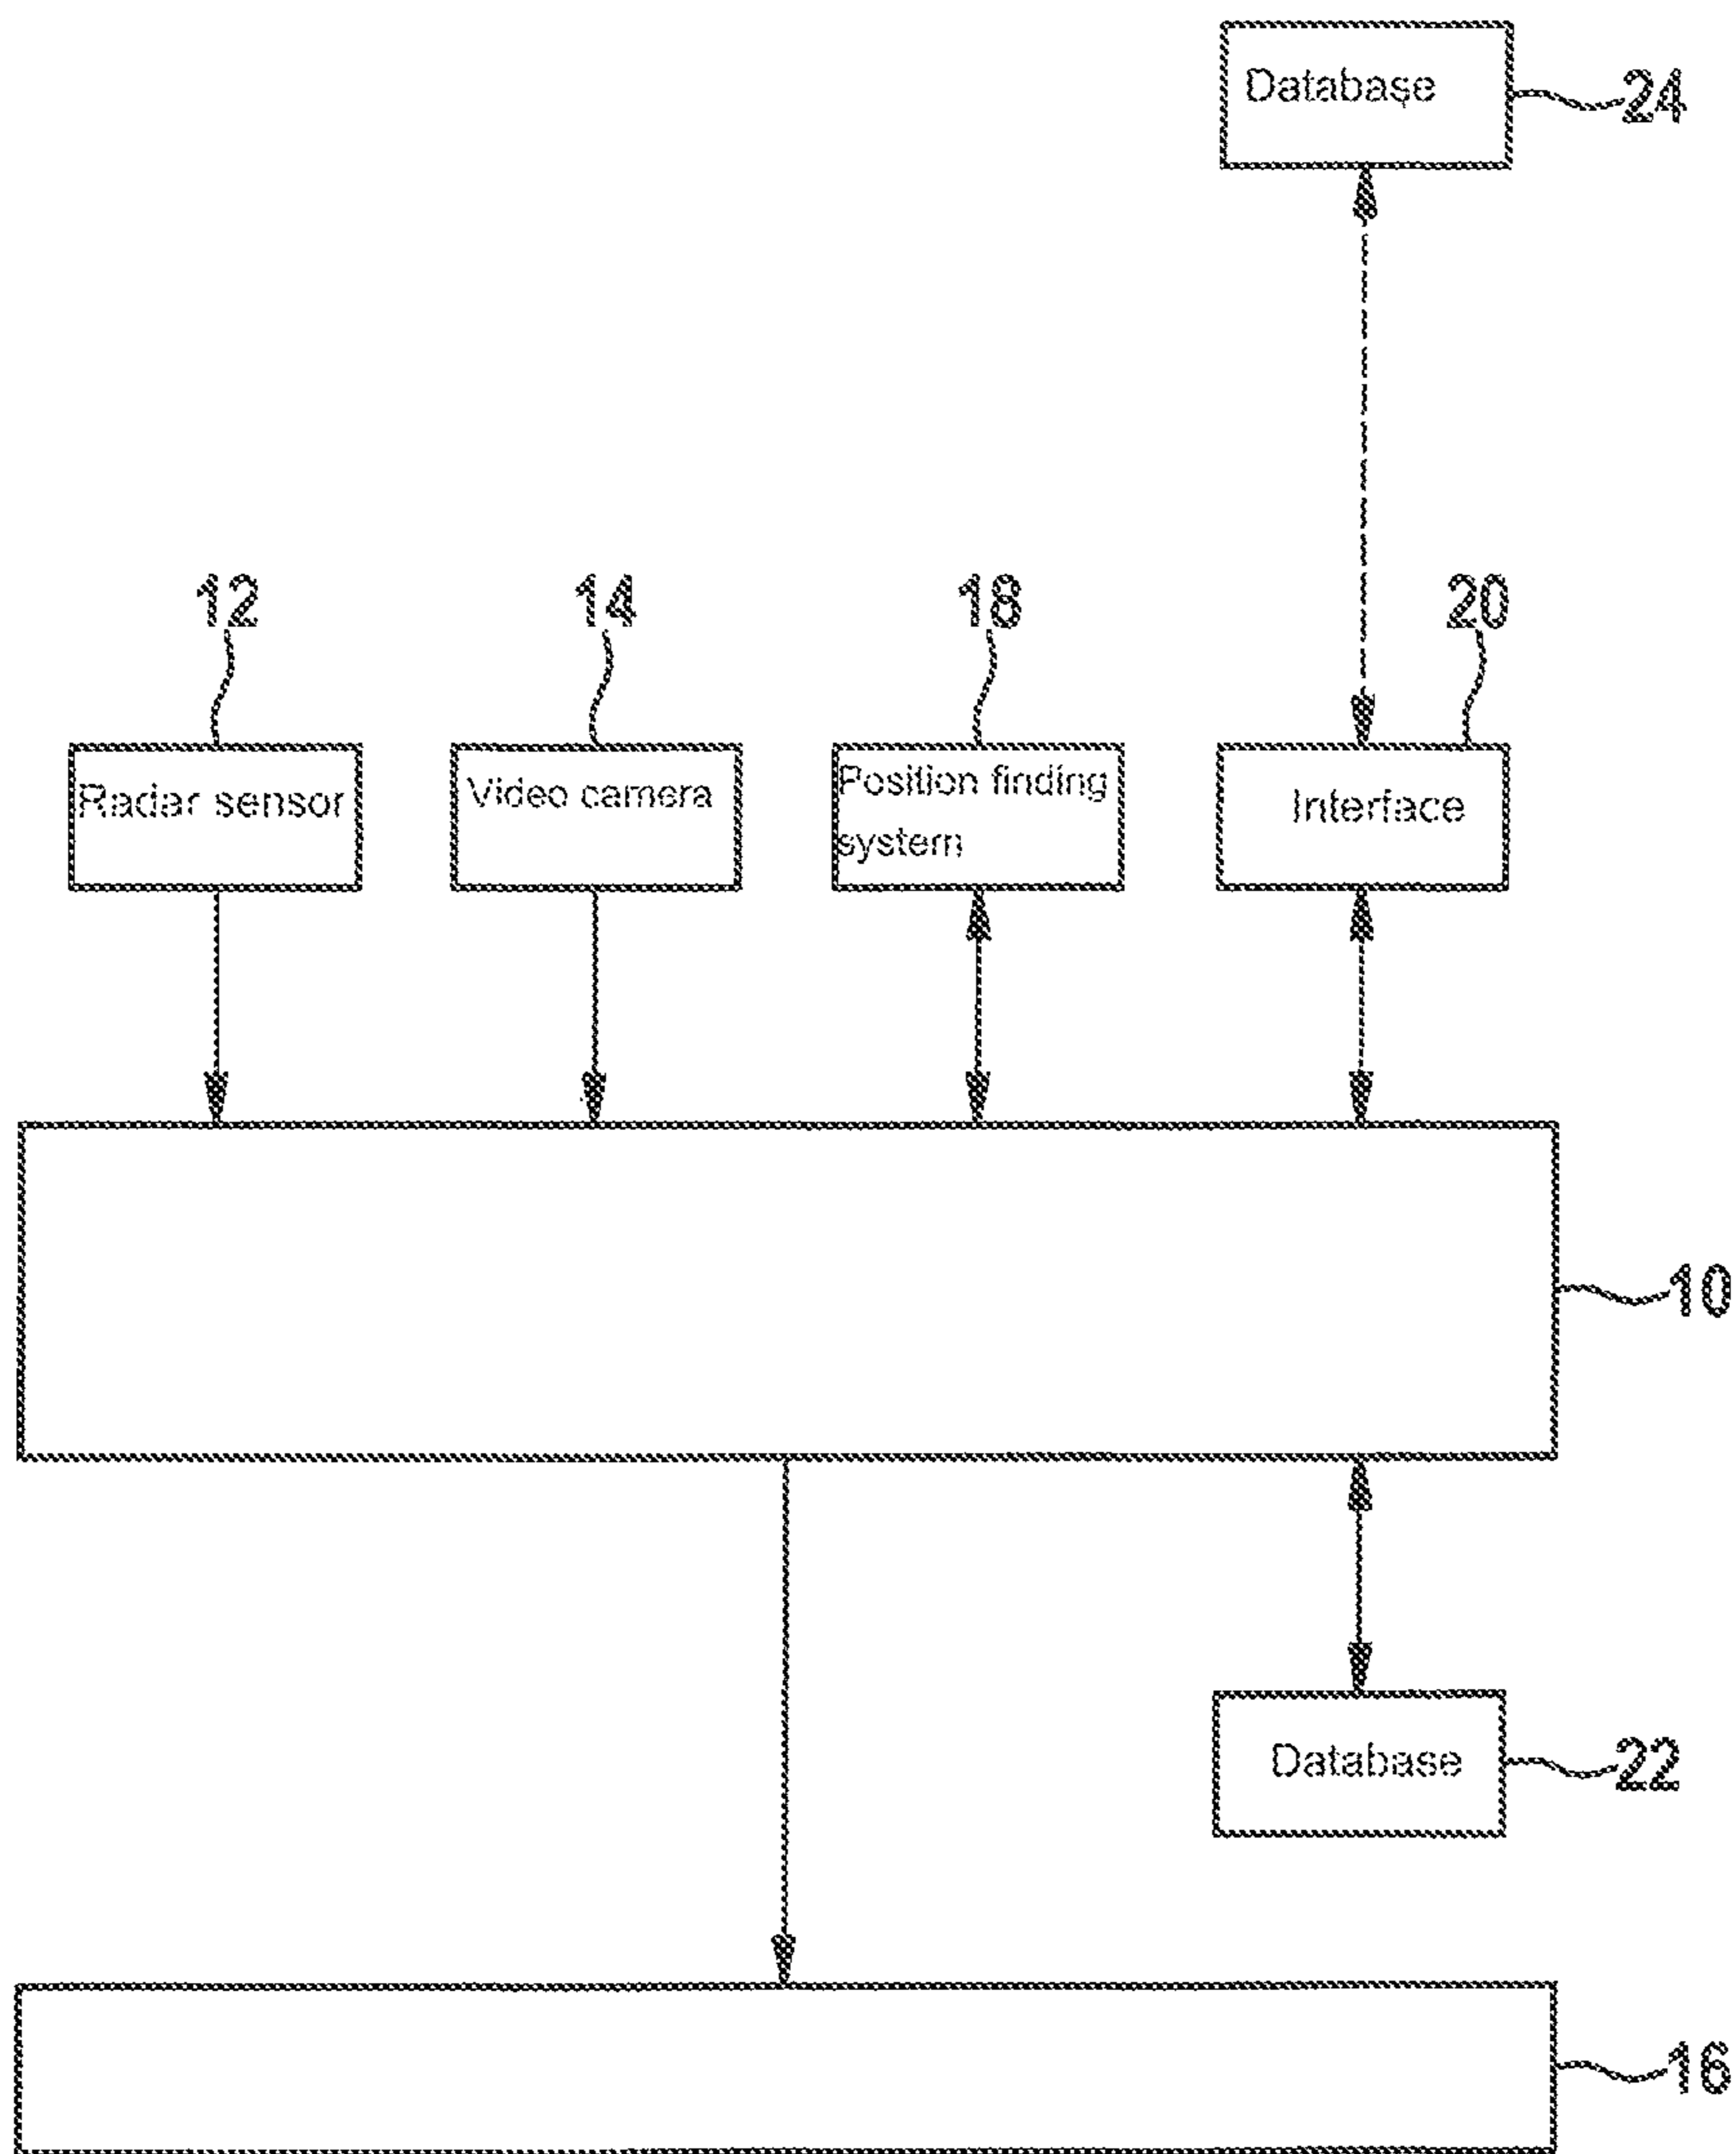 Database
24
12
14
18
20
Radar sensor
Video camera
Position finding
system
Interface
10
Database
22
16